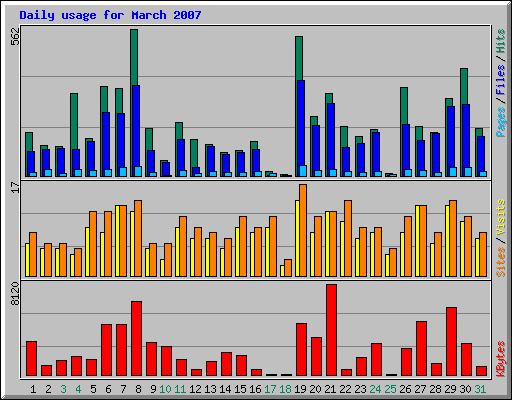 Daily usage for March 2007
562
Pages / Files / Hits
17
Sites / Visits
8120
KBytes
1 2 3 4 5 6 7 8 9 10 11 12 13 14 15 16 17 18 19 20 21 22 23 24 25 26 27 28 29 30 31